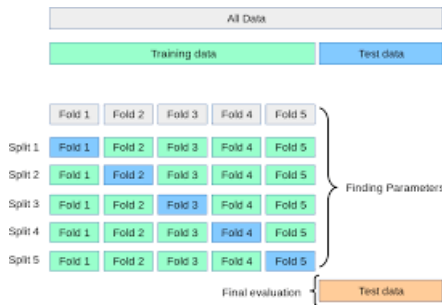 All Data
Training data Test data
Fold 1 Fold 2 Fold 3 Fold 4 Fold 5
Split 1 Fold 1 Fold 2 Fold 3 Fold 4 Fold 5
Split 2 Fold 1 Fold 2 Fold 3 Fold 4 Fold 5
Finding Parameters
Split 3 Fold 1 Fold 2 Fold 3 Fold 4 Fold 5
Split 4 Fold 1 Fold 2 Fold 3 Fold 4 Fold 5
Split 5 Fold 1 Fold 2 Fold 3 Fold 4 Fold 5
Final evaluation Test data